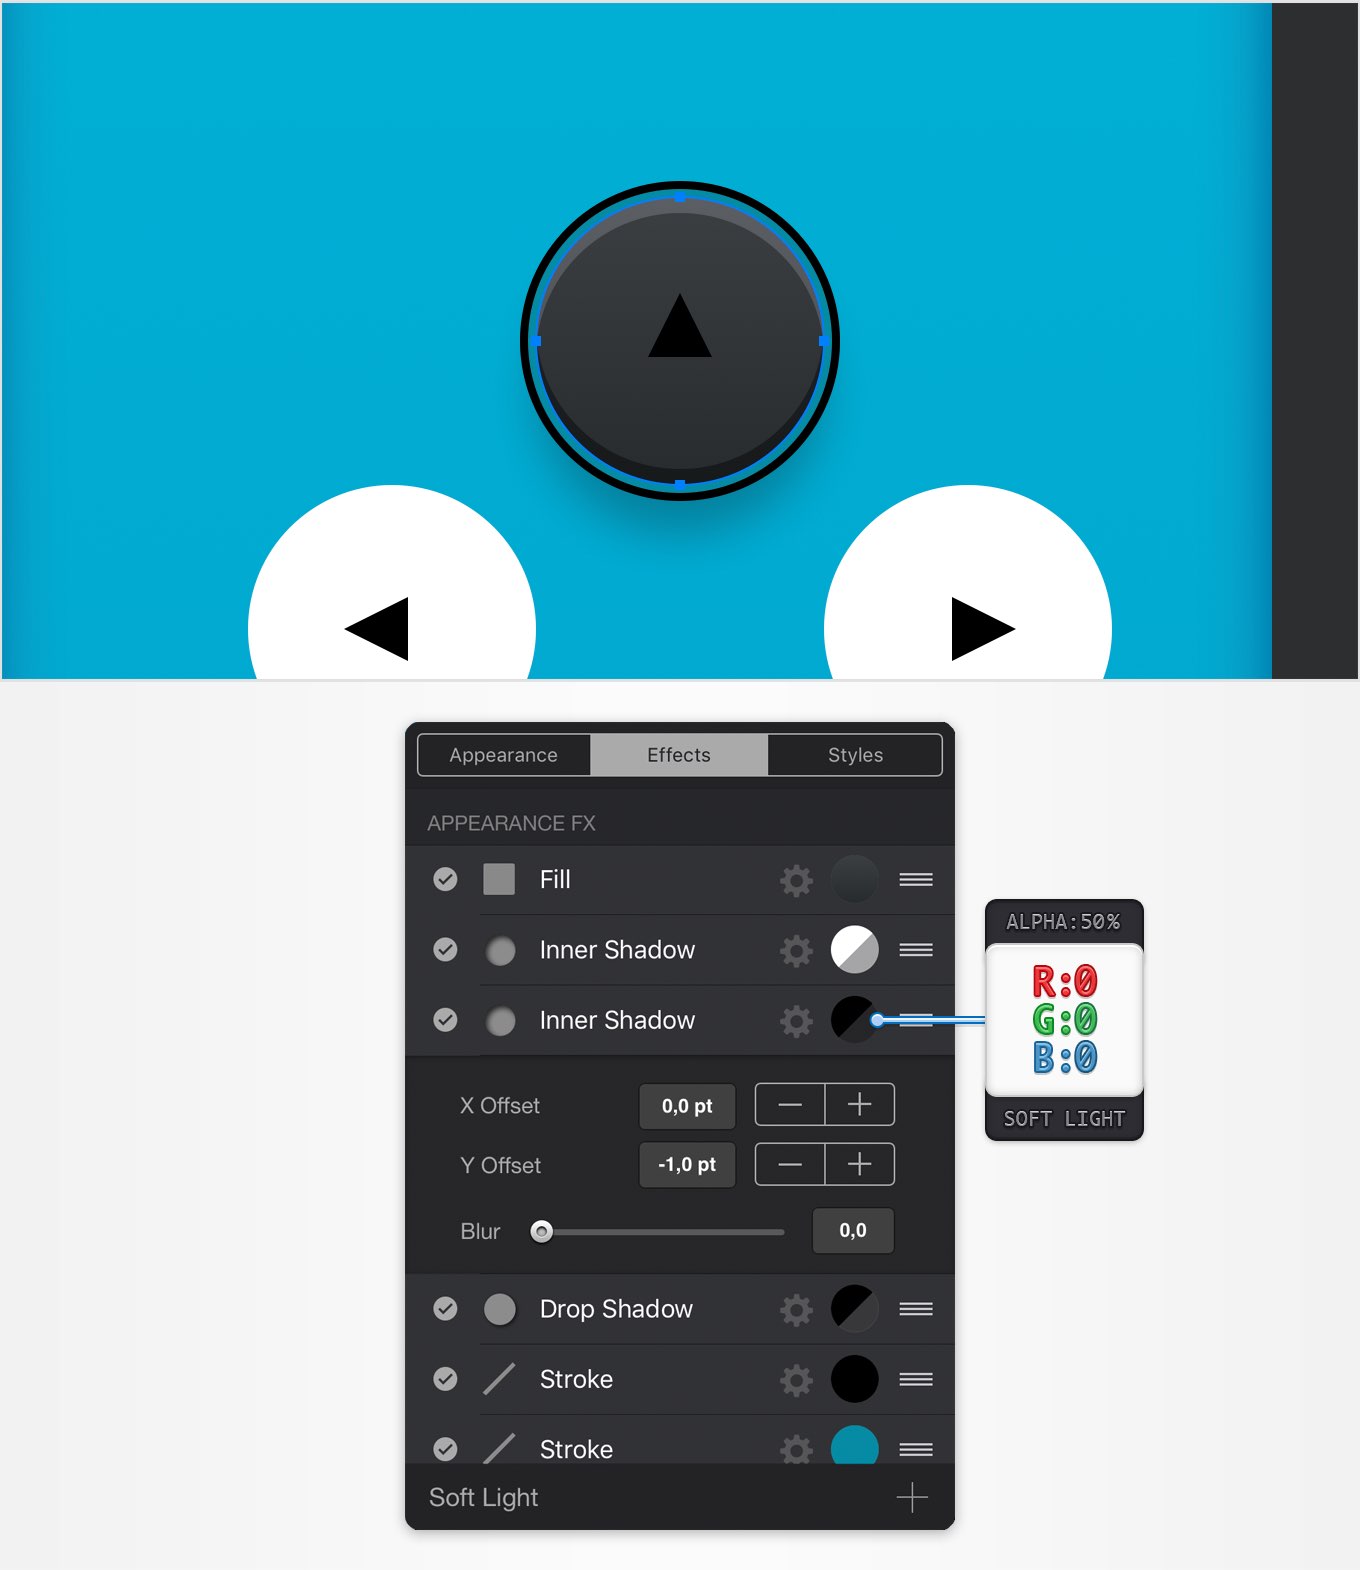 Appearance Effects Styles
APPEARANCE FX
Fill
Inner Shadow
Inner Shadow
X Offset 0,0 pt
Y Offset -1,0 pt
Blur 0,0
Drop Shadow
Stroke
Stroke
Soft Light
ALPHA:50%
R:0
G:0
B:0
SOFT LIGHT